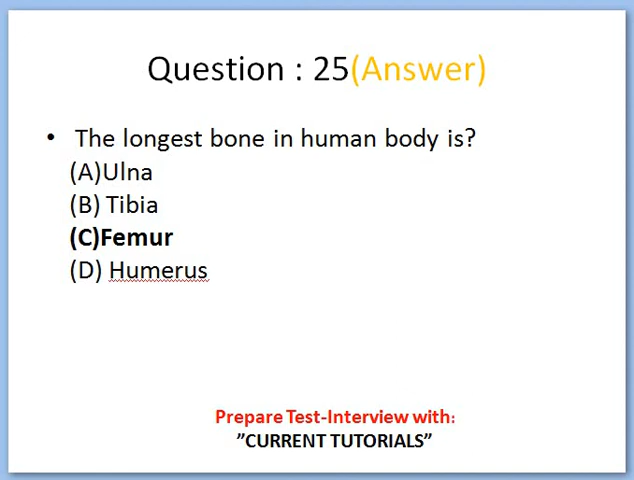 Question : 25(Answer)
• The longest bone in human body is?
(A)Ulna
(B) Tibia
(C)Femur
(D) Humerus
Prepare Test-Interview with:
”CURRENT TUTORIALS”